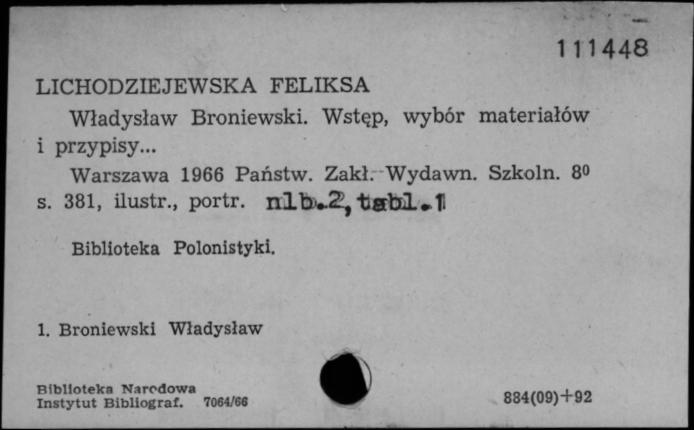 111448
LICHODZIEJEWSKA FELIKSA
Władysław Broniewski. Wstęp, wybór materiałów
i przypisy...
Warszawa 1966 Państw. Zakł. Wydawn. Szkoln. 8⁰
s. 381, ilustr., portr. nlb.2, tabl.1
Biblioteka Polonistyki.
1. Broniewski Władysław
Biblioteka Narodowa
Instytut Bibliograf. 7064/66
884(09)+92